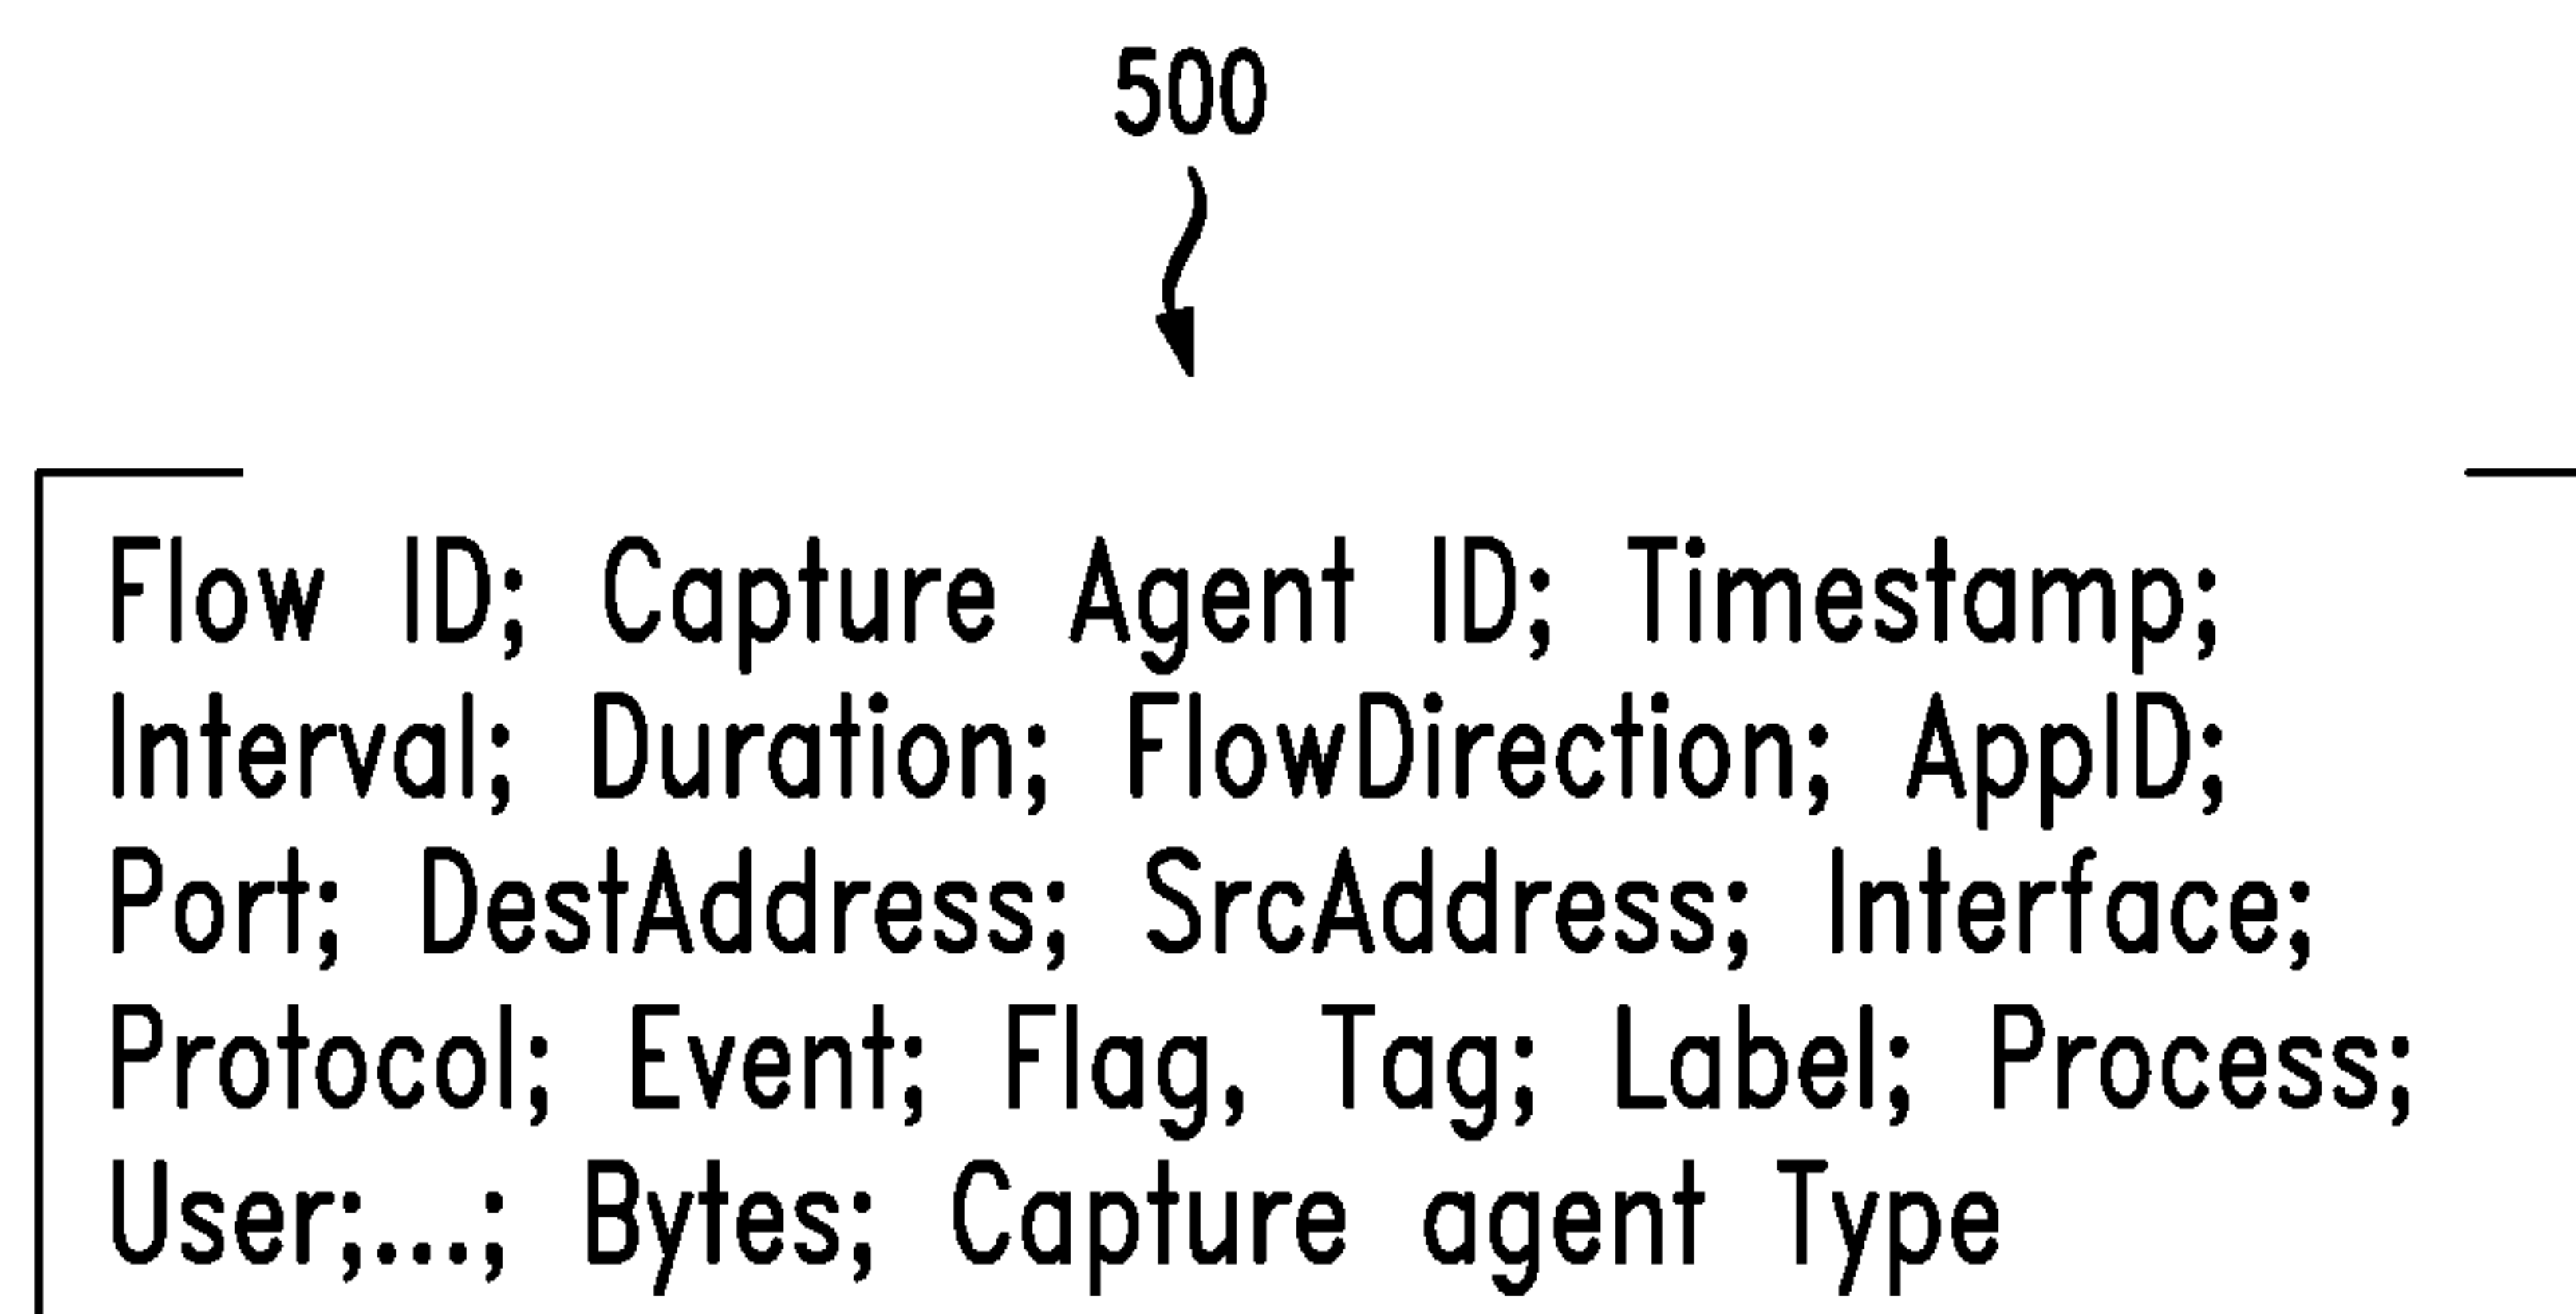 500
Flow ID; Capture Agent ID; Timestamp;
Interval; Duration; FlowDirection; AppID;
Port; DestAddress; SrcAddress; Interface;
Protocol; Event; Flag, Tag; Label; Process;
User;...; Bytes; Capture agent Type